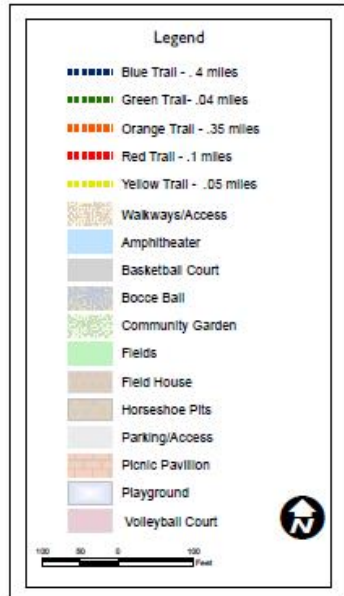 Legend
Blue Trail - . 4 miles
Green Trail- .04 miles
Orange Trail - .35 miles
Red Trail - .1 miles
Yellow Trail - .05 miles
Walkways/Access
Amphitheater
Basketball Court
Bocce Ball
Community Garden
Fields
Field House
Horseshoe Pits
Parking/Access
Picnic Pavilion
Playground
Volleyball Court
N
100 50 0 100
Feet